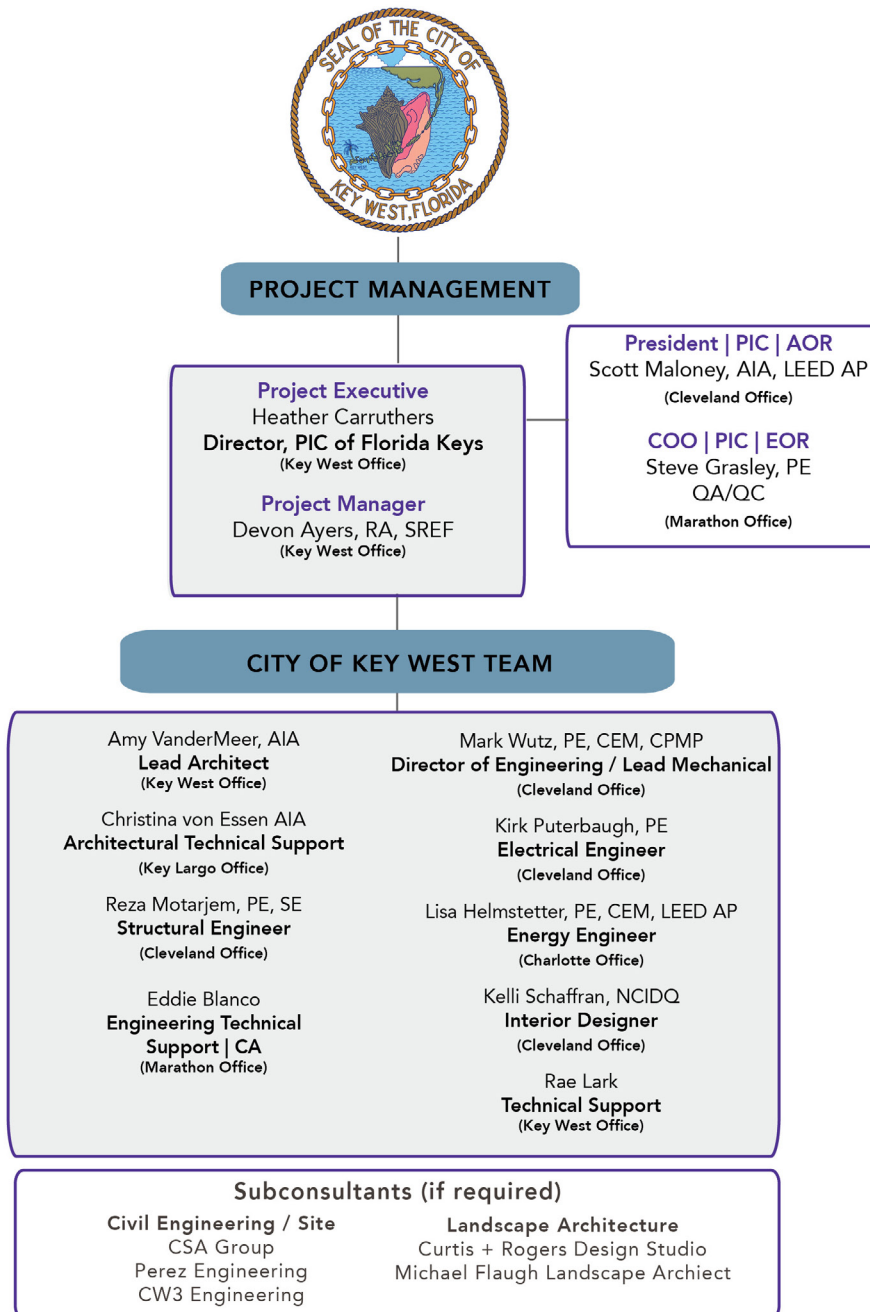 SEAL OF THE CITY OF
KEY WEST, FLORIDA
PROJECT MANAGEMENT
Project Executive
Heather Carruthers
Director, PIC of Florida Keys
(Key West Office)
Project Manager
Devon Ayers, RA, SREF
(Key West Office)
President | PIC | AOR
Scott Maloney, AIA, LEED AP
(Cleveland Office)
COO | PIC | EOR
Steve Grasley, PE
QA/QC
(Marathon Office)
CITY OF KEY WEST TEAM
Amy VanderMeer, AIA
Lead Architect
(Key West Office)
Christina von Essen AIA
Architectural Technical Support
(Key Largo Office)
Reza Motarjem, PE, SE
Structural Engineer
(Cleveland Office)
Eddie Blanco
Engineering Technical
Support | CA
(Marathon Office)
Mark Wutz, PE, CEM, CPMP
Director of Engineering / Lead Mechanical
(Cleveland Office)
Kirk Puterbaugh, PE
Electrical Engineer
(Cleveland Office)
Lisa Helmstetter, PE, CEM, LEED AP
Energy Engineer
(Charlotte Office)
Kelli Schaffran, NCIDQ
Interior Designer
(Cleveland Office)
Rae Lark
Technical Support
(Key West Office)
Subconsultants (if required)
Civil Engineering / Site
CSA Group
Perez Engineering
CW3 Engineering
Landscape Architecture
Curtis + Rogers Design Studio
Michael Flaugh Landscape Archiect